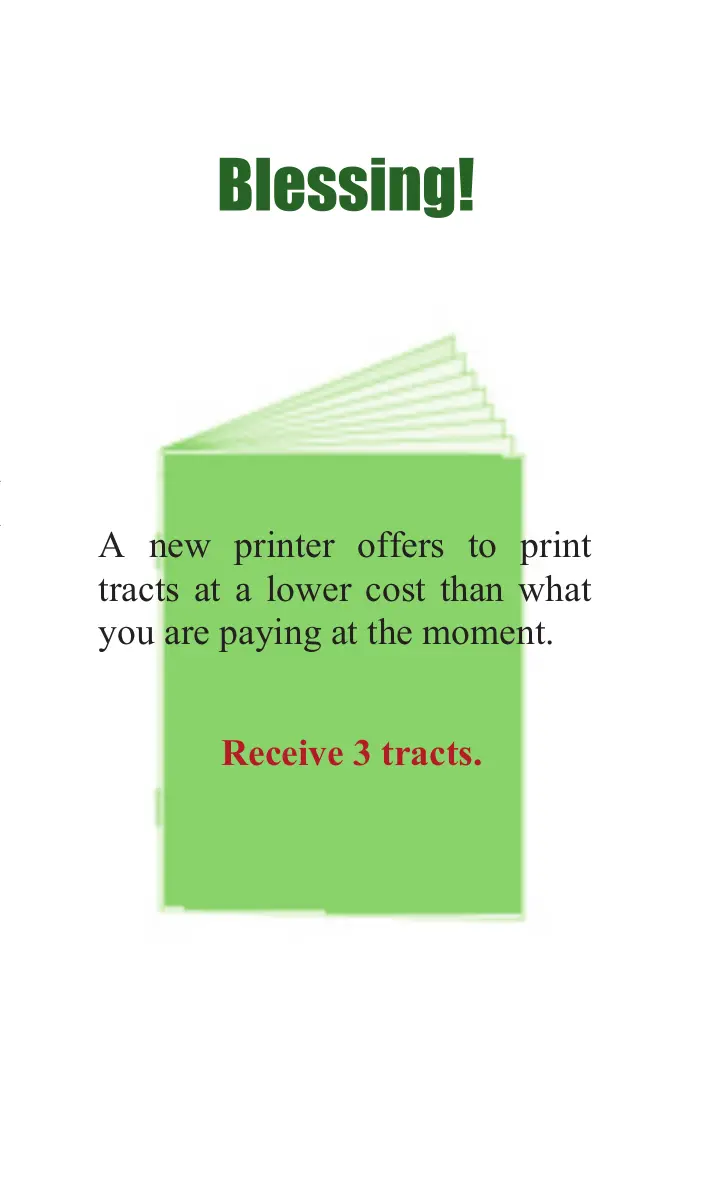 Blessing!
A new printer offers to print
tracts at a lower cost than what
you are paying at the moment.
Receive 3 tracts.